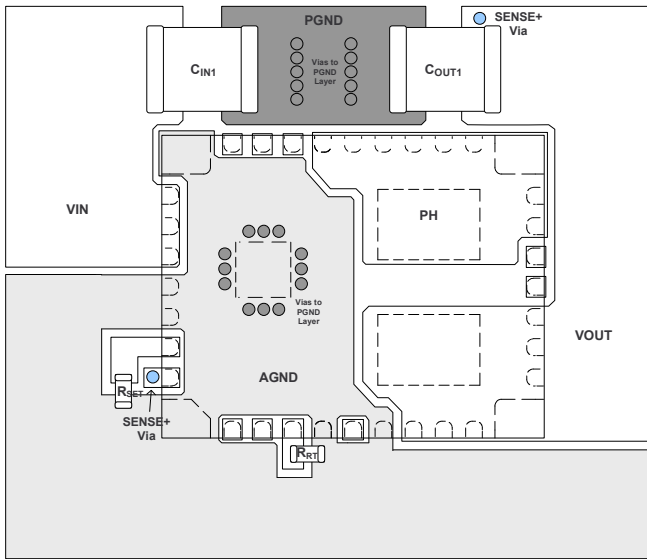 PGND
SENSE+
Via
CIN1
Vias to
PGND
Layer
COUT1
VIN
PH
Vias to
PGND
Layer
VOUT
AGND
RSET
SENSE+
Via
RRT